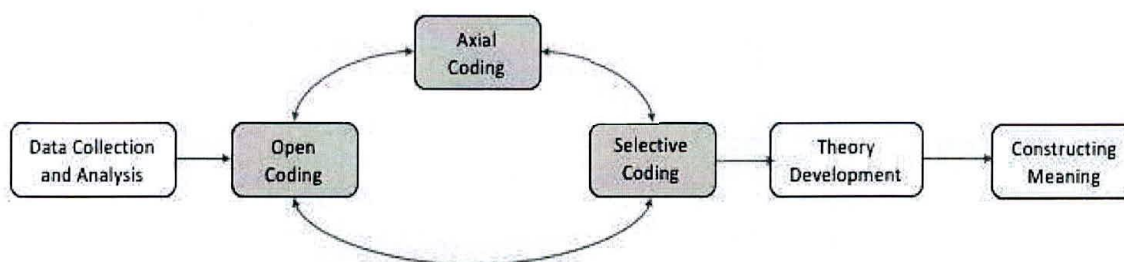 Axial
Coding
Data Collection
and Analysis
Open
Coding
Selective
Coding
Theory
Development
Constructing
Meaning